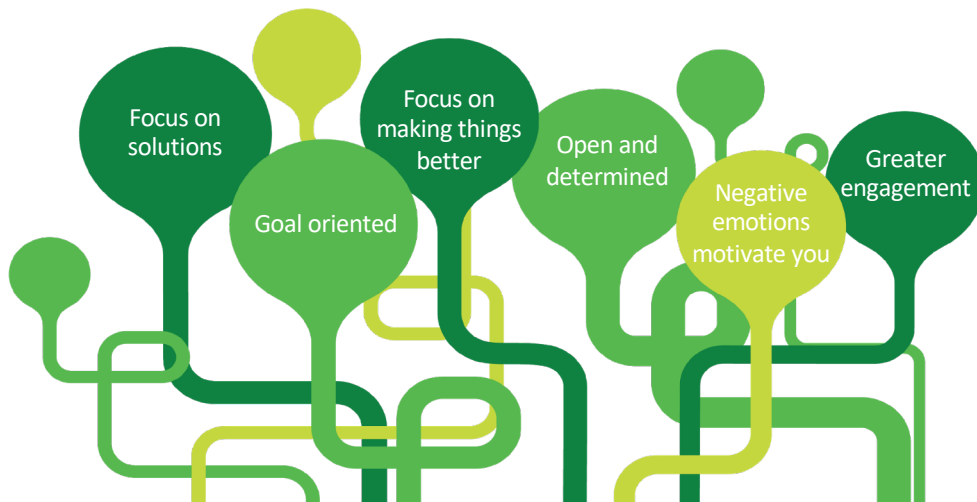 Focus on
solutions
Goal oriented
Focus on
making things
better
Open and
determined
Negative
emotions
motivate you
Greater
engagement